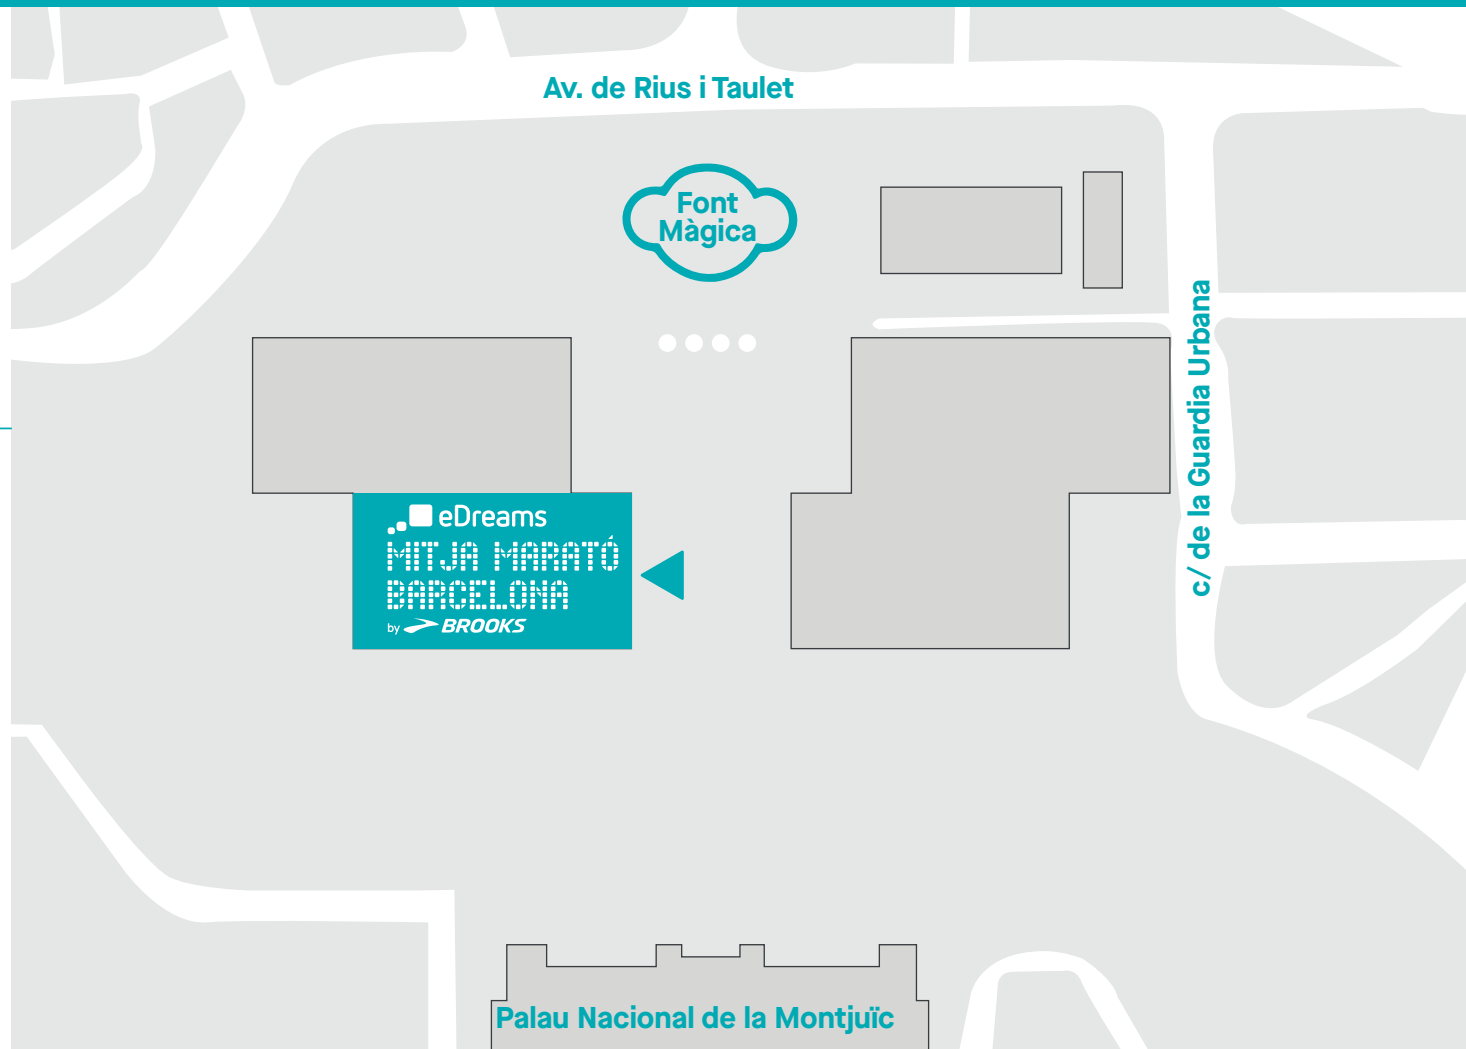 Av. de Rius i Taulet
Font
Màgica
c/ de la Guardia Urbana
eDreams
MITJA MARATÓ
BARCELONA
by BROOKS
Palau Nacional de la Montjuïc